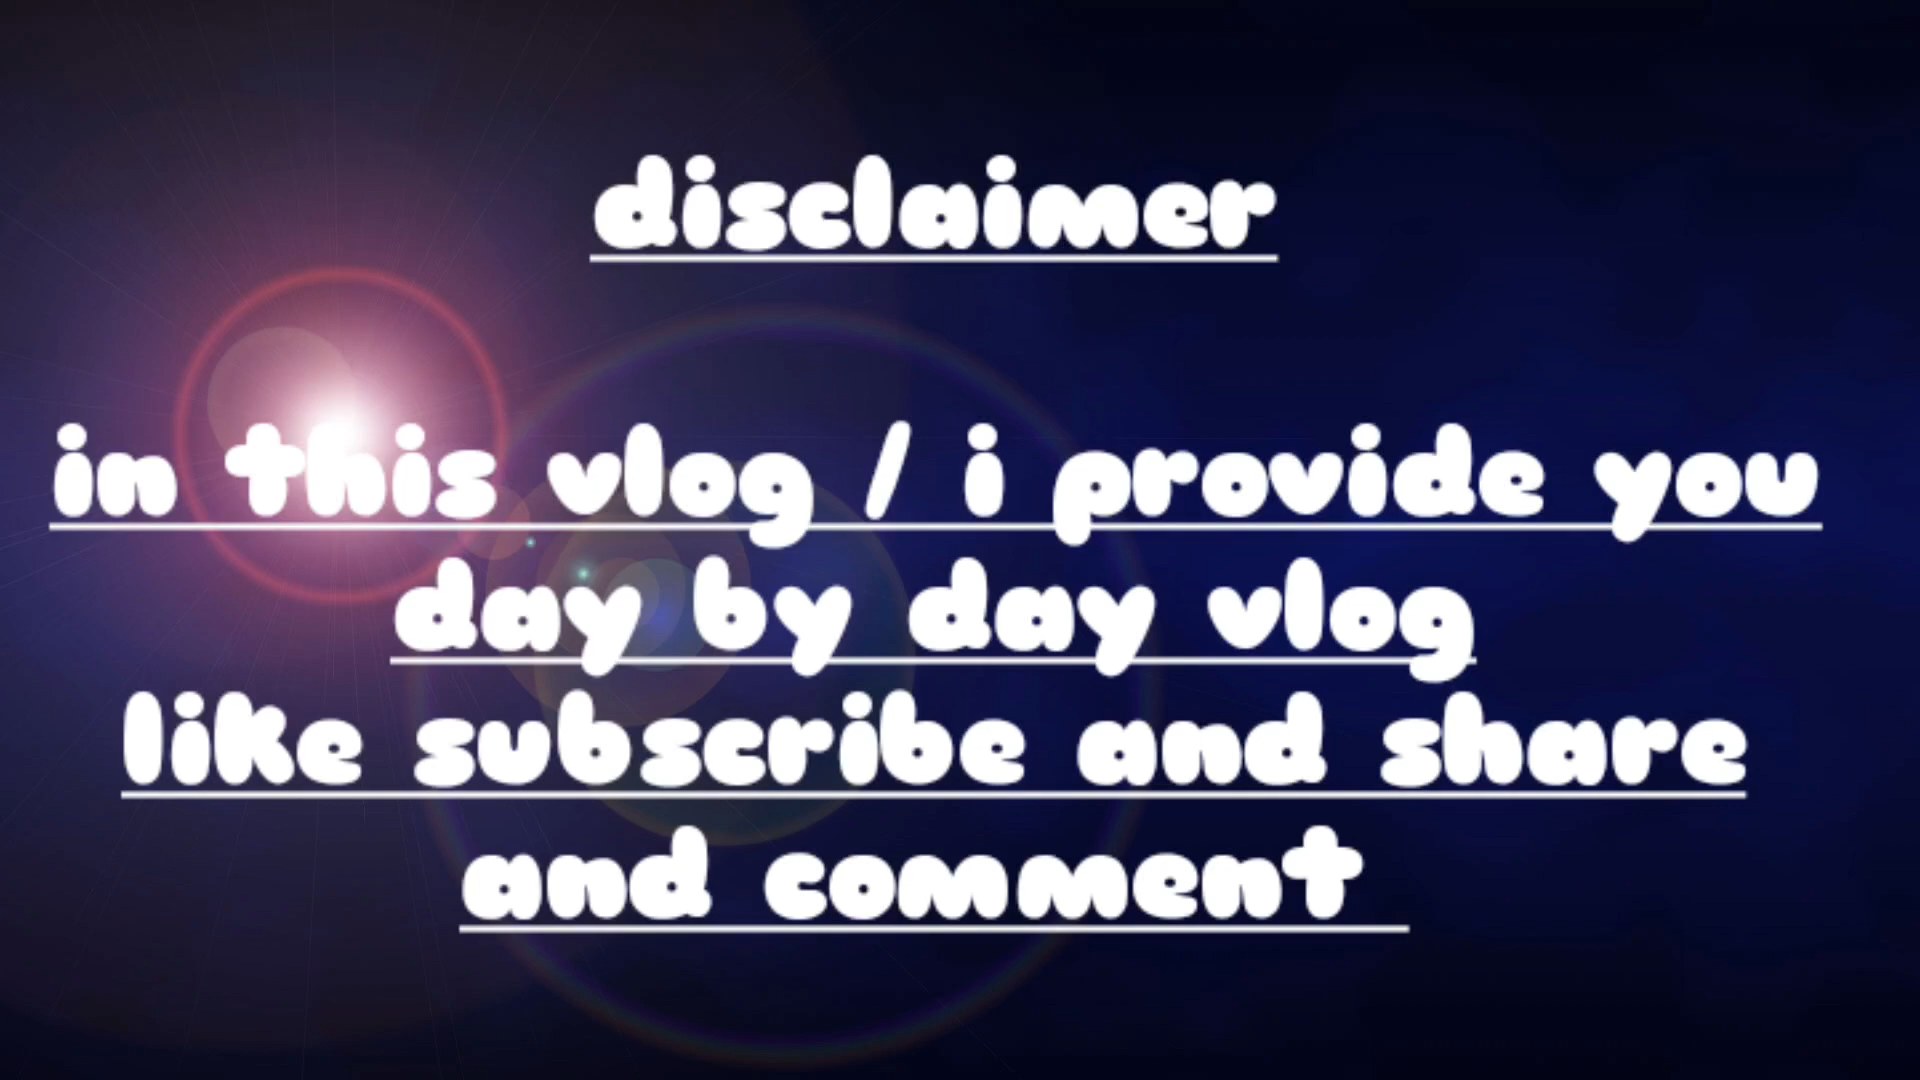 disclaimer
in this vlog / i provide you
day by day vlog
like subscribe and share
and comment